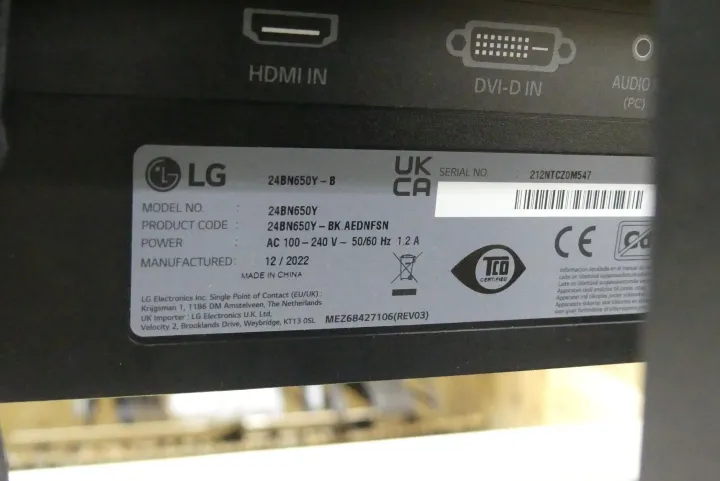 HDMI IN
DVI-D IN
AUDIO
(PC)
LG
24BN650Y-B
UK
CA
SERIAL NO.
212NTCZ0M547
MODEL NO. : 24BN650Y
PRODUCT CODE : 24BN650Y-BK.AEDNFSN
POWER : AC 100-240 V~ 50/60 Hz 1.2 A
MANUFACTURED: 12 / 2022
MADE IN CHINA
TCO
CERTIFIED
CE
LG Electronics Inc. Single Point of Contact (EU/UK) :
Krijgsman 1, 1186 DM Amstelveen, The Netherlands
UK Importer : LG Electronics U.K. Ltd,
Velocity 2, Brooklands Drive, Weybridge, KT13 0SL
MEZ68427106(REV03)